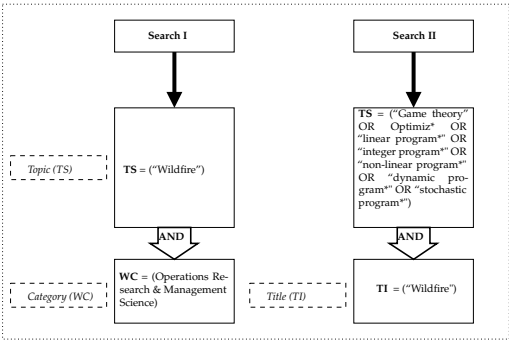 Search I
Search II
TS = ("Game theory"
OR Optimiz* OR
"linear program*" OR
"integer program*" OR
"non-linear program*"
OR "dynamic pro-
gram*" OR "stochastic
program*")
Topic (TS)
TS = ("Wildfire")
AND
AND
WC = (Operations Re-
search & Management
Science)
Category (WC)
Title (TI)
TI = ("Wildfire")